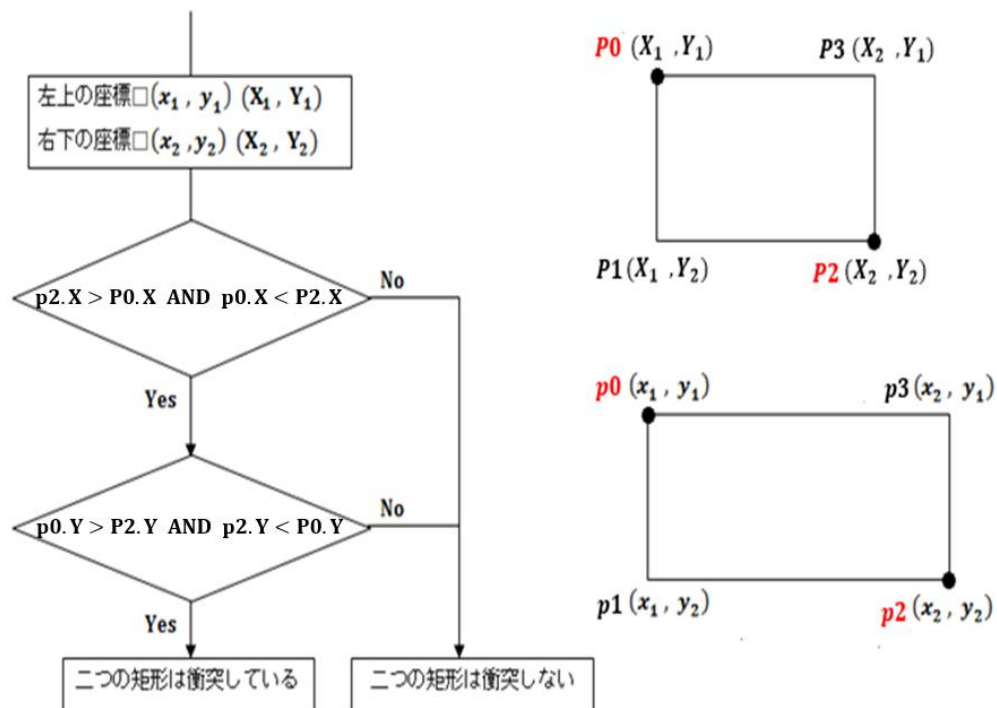 左上の座標□(x₁ , y₁) (X₁ , Y₁)
右下の座標□(x₂ ,y₂) (X₂ , Y₂)
p2.X > P0.X AND p0.X < P2.X
No
Yes
p0.Y > P2.Y AND p2.Y < P0.Y
No
Yes
二つの矩形は衝突している
二つの矩形は衝突しない
P0 (X₁ ,Y₁)
P3 (X₂ ,Y₁)
P1(X₁ ,Y₂)
P2 (X₂ ,Y₂)
p0 (x₁ , y₁)
p3 (x₂ , y₁)
p1 (x₁ , y₂)
p2 (x₂ , y₂)